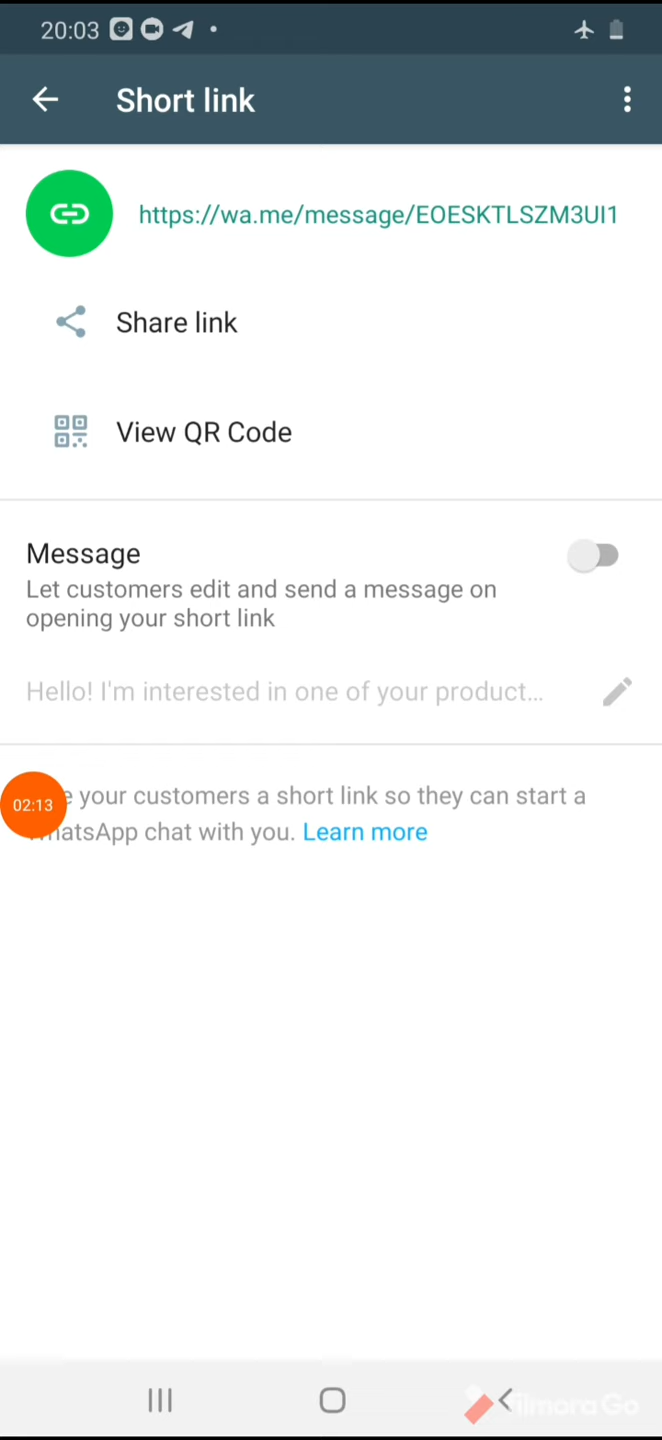 20:03
Short link
https://wa.me/message/EOESKTLSZM3UI1
Share link
View QR Code
Message
Let customers edit and send a message on
opening your short link
Hello! I'm interested in one of your product...
your customers a short link so they can start a
02:13
chat with you. Learn more
filmora Go